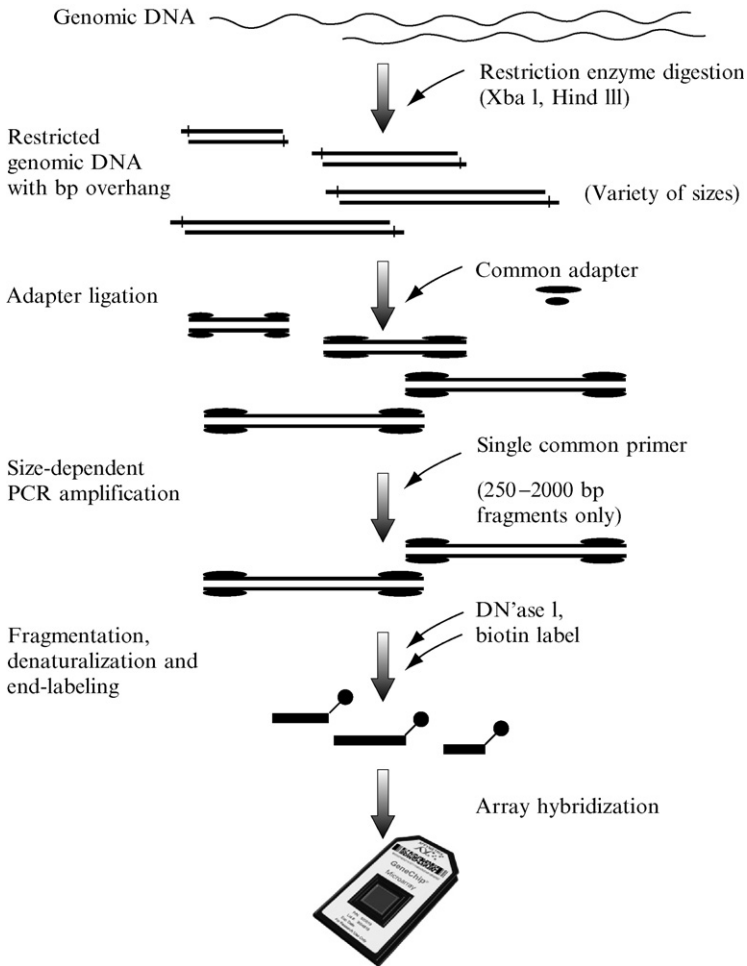 Genomic DNA
Restriction enzyme digestion
(Xba l, Hind lll)
Restricted
genomic DNA
with bp overhang
(Variety of sizes)
Common adapter
Adapter ligation
Single common primer
Size-dependent
PCR amplification
(250–2000 bp
fragments only)
DN'ase l,
biotin label
Fragmentation,
denaturalization and
end-labeling
Array hybridization
GeneChip®
Microarray